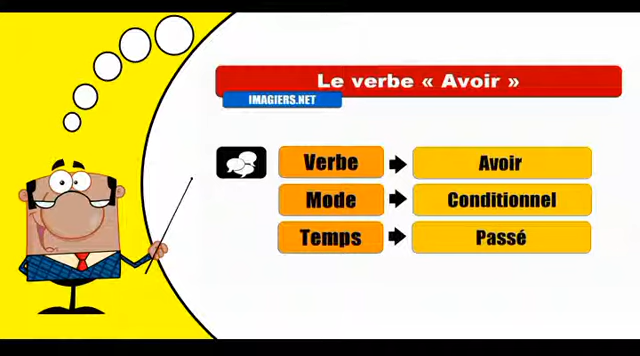 Le verbe « Avoir »
IMAGIERS.NET
Verbe Avoir
Mode Conditionnel
Temps Passé